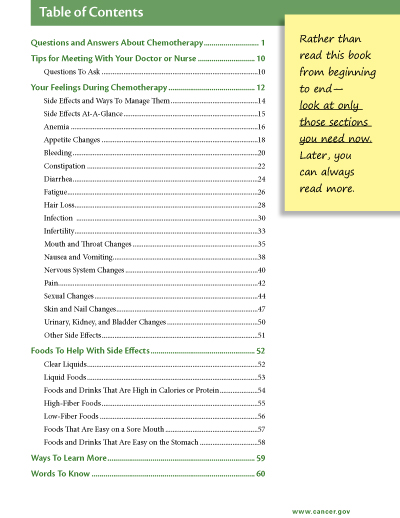 Table of Contents
Questions and Answers About Chemotherapy ............................ 1
Tips for Meeting With Your Doctor or Nurse ............................ 10
Questions To Ask ............................ 10
Your Feelings During Chemotherapy ............................ 12
Side Effects and Ways To Manage Them ............................ 14
Side Effects At-A-Glance ............................ 15
Anemia ............................ 16
Appetite Changes ............................ 18
Bleeding ............................ 20
Constipation ............................ 22
Diarrhea ............................ 24
Fatigue ............................ 26
Hair Loss ............................ 28
Infection ............................ 30
Infertility ............................ 33
Mouth and Throat Changes ............................ 35
Nausea and Vomiting ............................ 38
Nervous System Changes ............................ 40
Pain ............................ 42
Sexual Changes ............................ 44
Skin and Nail Changes ............................ 47
Urinary, Kidney, and Bladder Changes ............................ 50
Other Side Effects ............................ 51
Foods To Help With Side Effects ............................ 52
Clear Liquids ............................ 52
Liquid Foods ............................ 53
Foods and Drinks That Are High in Calories or Protein ............................ 54
High-Fiber Foods ............................ 55
Low-Fiber Foods ............................ 56
Foods That Are Easy on a Sore Mouth ............................ 57
Foods and Drinks That Are Easy on the Stomach ............................ 58
Ways To Learn More ............................ 59
Words To Know ............................ 60
Rather than
read this book
from beginning
to end—
look at only
those sections
you need now.
Later, you
can always
read more.
www.cancer.gov